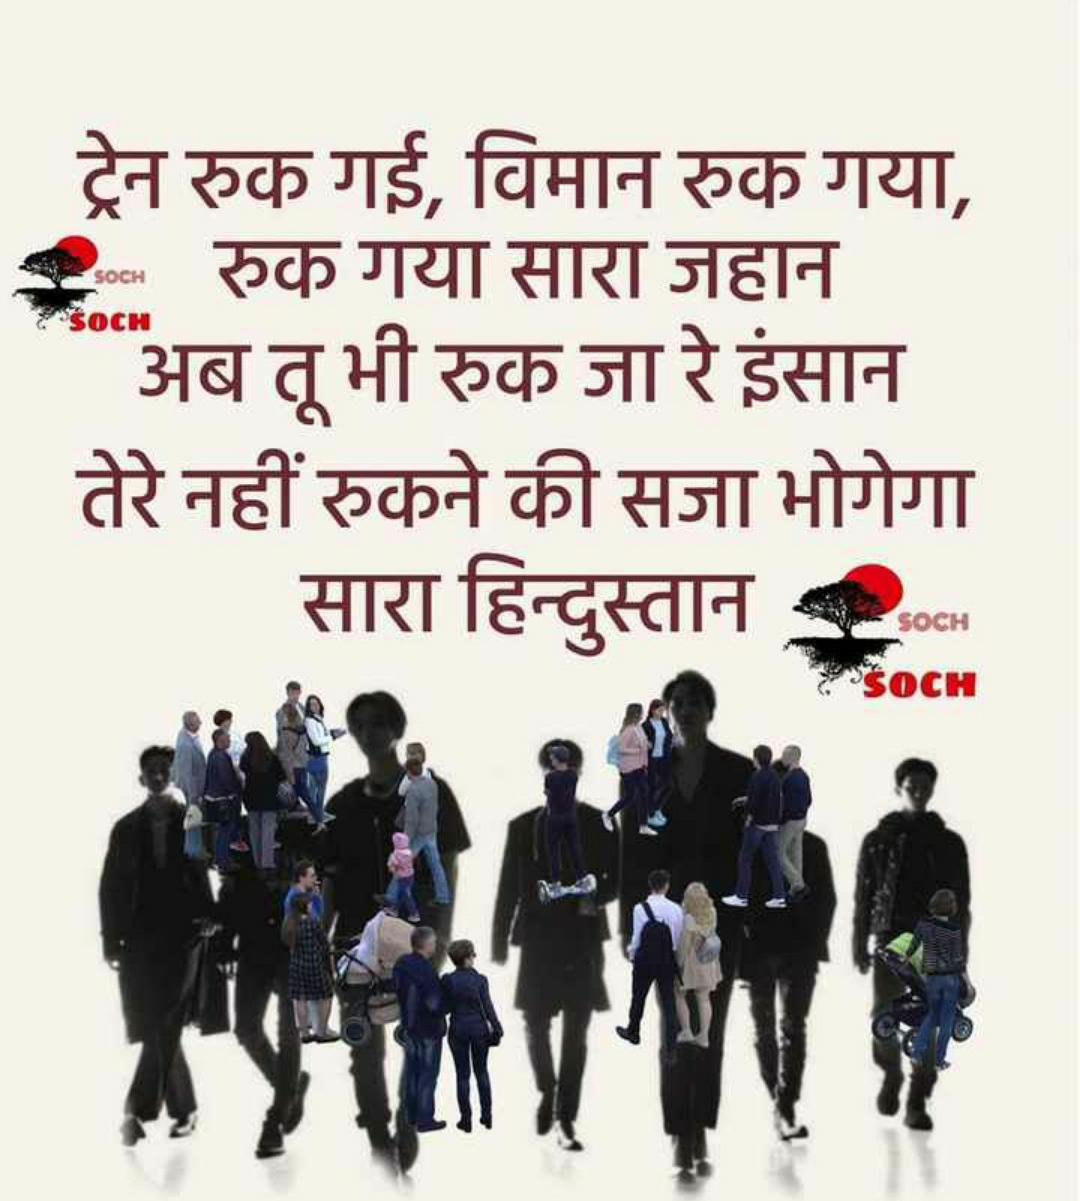 ट्रेन रुक गई, विमान रुक गया,
रुक गया सारा जहान
SOCH
SOCH
अब तू भी रुक जा रे इंसान
तेरे नहीं रुकने की सजा भोगेगा
सारा हिन्दुस्तान
SOCH
SOCH